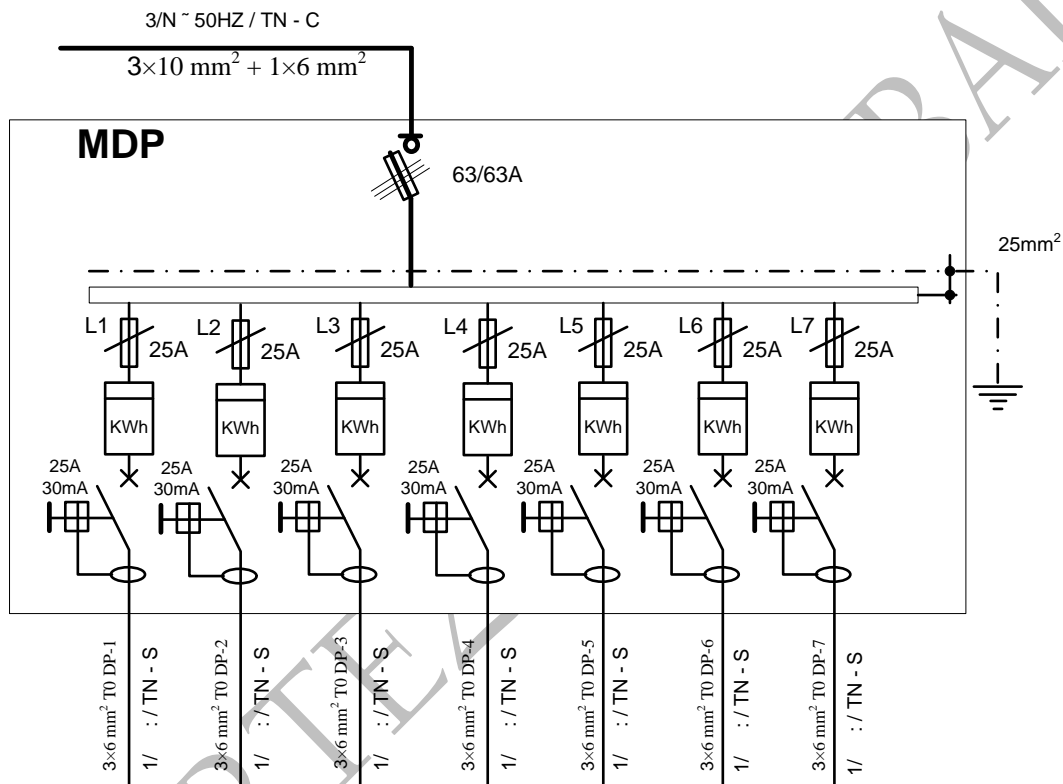 3/N ~ 50HZ / TN - C
3×10 mm² + 1×6 mm²
MDP
63/63A
25mm²
L1
25A
L2
25A
L3
25A
L4
25A
L5
25A
L6
25A
L7
25A
KWh
KWh
KWh
KWh
KWh
KWh
KWh
25A
30mA
25A
30mA
25A
30mA
25A
30mA
25A
30mA
25A
30mA
25A
30mA
3×6 mm² T0 DP-1
1/ : / TN - S
3×6 mm² T0 DP-2
1/ : / TN - S
3×6 mm² T0 DP-3
1/ : / TN - S
3×6 mm² T0 DP-4
1/ : / TN - S
3×6 mm² T0 DP-5
1/ : / TN - S
3×6 mm² T0 DP-6
1/ : / TN - S
3×6 mm² T0 DP-7
1/ : / TN - S